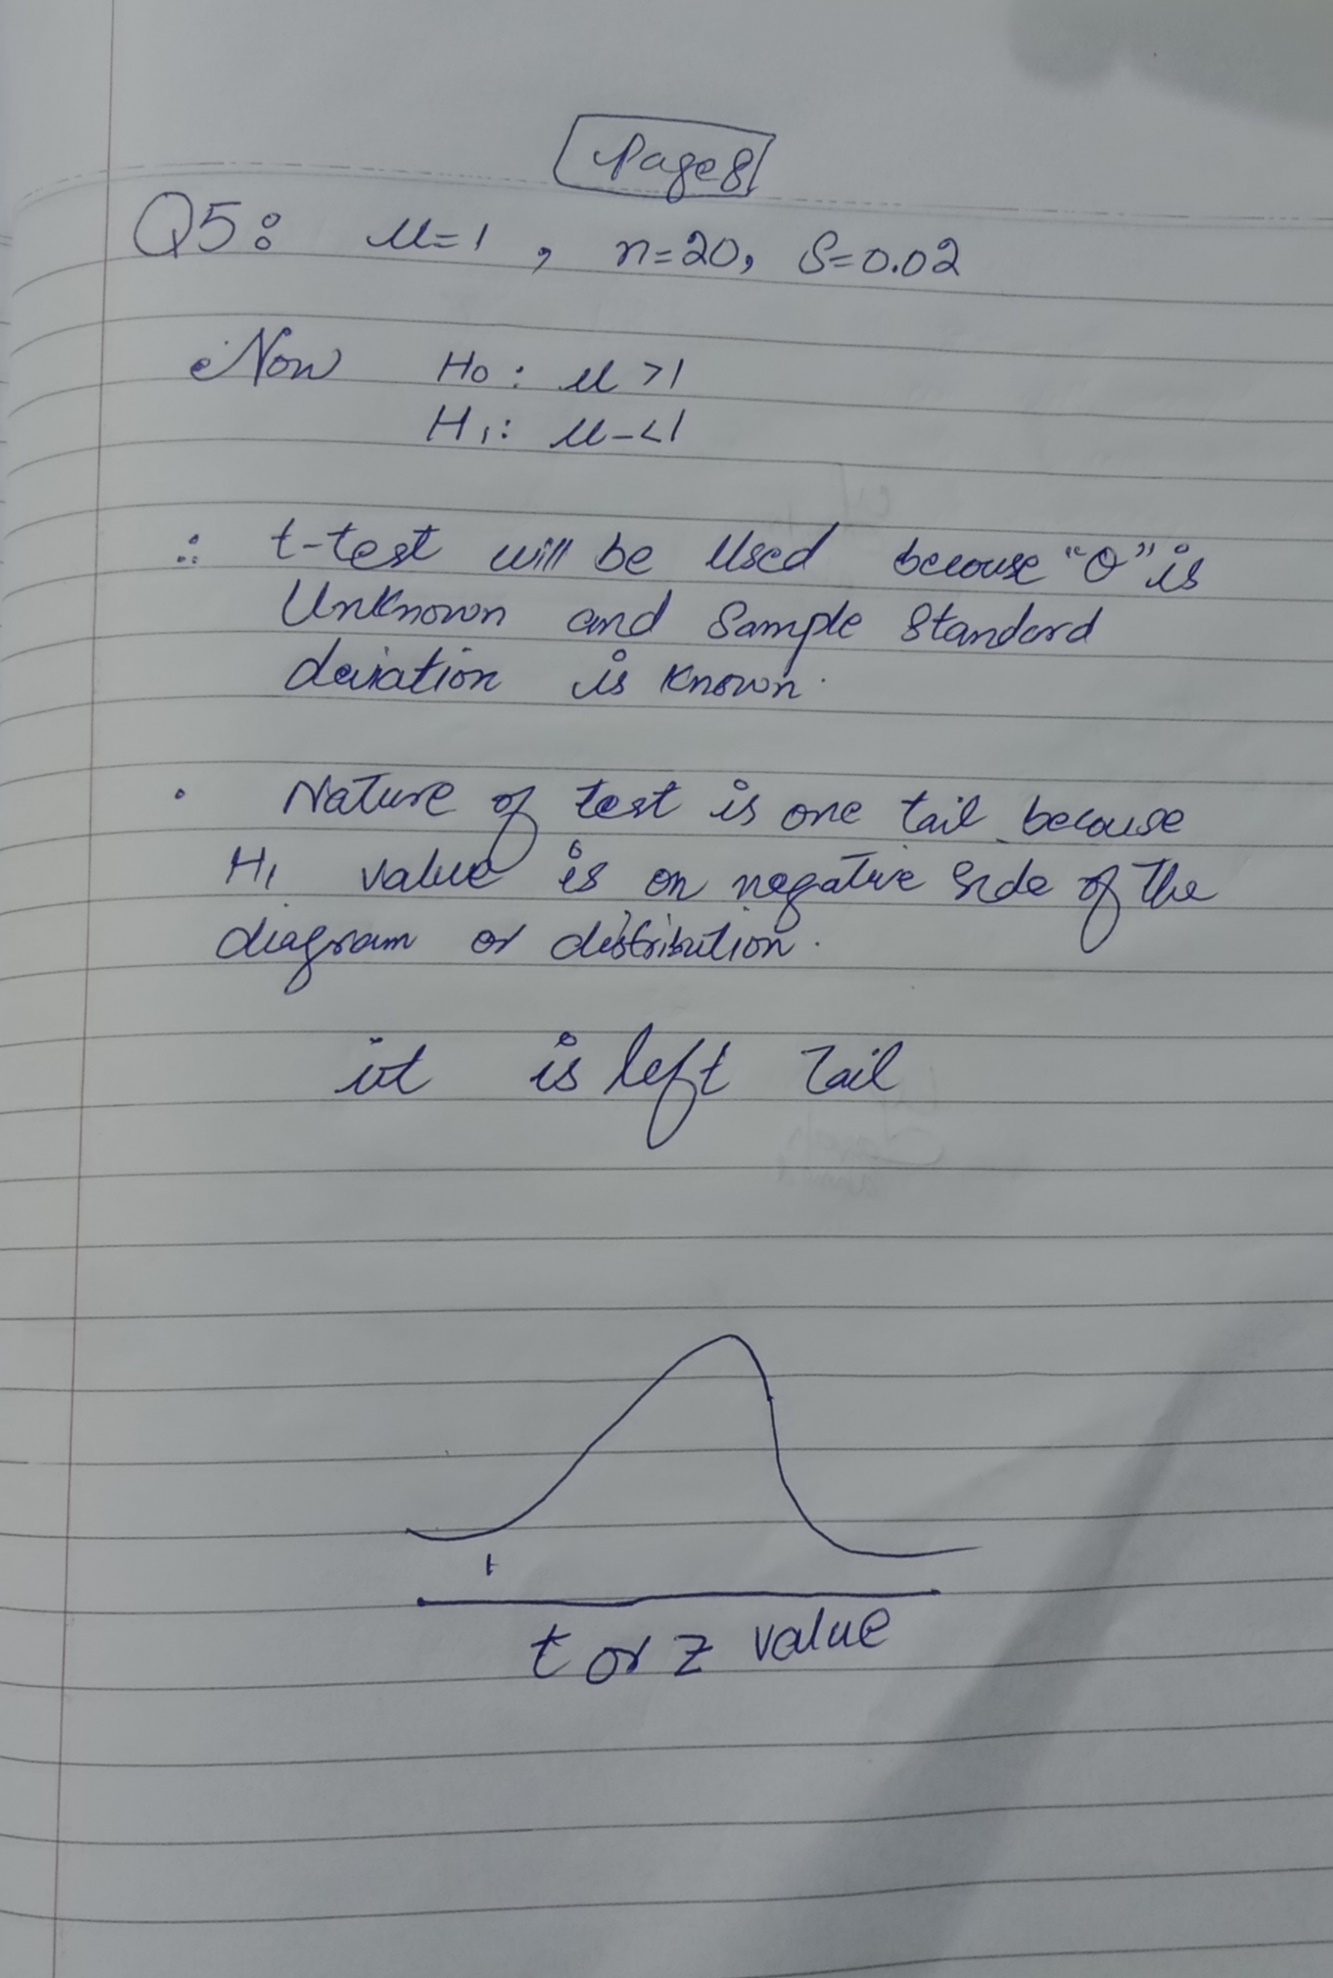 Page 8
Q5: μ=1 , n=20, S=0.02
Now H0 : μ >1
H1: μ-<1
∴ t-test will be Used because "σ" is
Unknown and Sample Standard
deviation is Known.
• Nature of test is one tail because
H1 value is on negative Side of The
diagram or distribution.
it is left Tail
t or z value